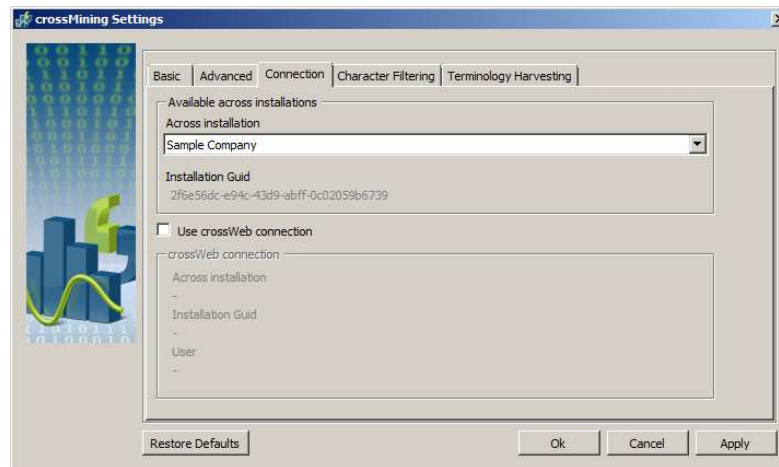 crossMining Settings
Basic Advanced Connection Character Filtering Terminology Harvesting
Available across installations
Across installation
Sample Company
Installation Guid
2f6e56dc-e94c-43d9-abff-0c02059b6739
Use crossWeb connection
crossWeb connection
Across installation
-
Installation Guid
-
User
-
Restore Defaults Ok Cancel Apply